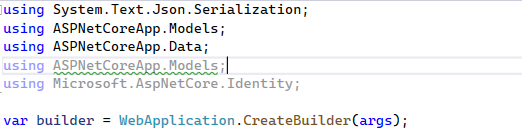 using System.Text.Json.Serialization;
using ASPNetCoreApp.Models;
using ASPNetCoreApp.Data;
using ASPNetCoreApp.Models;
using Microsoft.AspNetCore.Identity;
var builder = WebApplication.CreateBuilder(args);